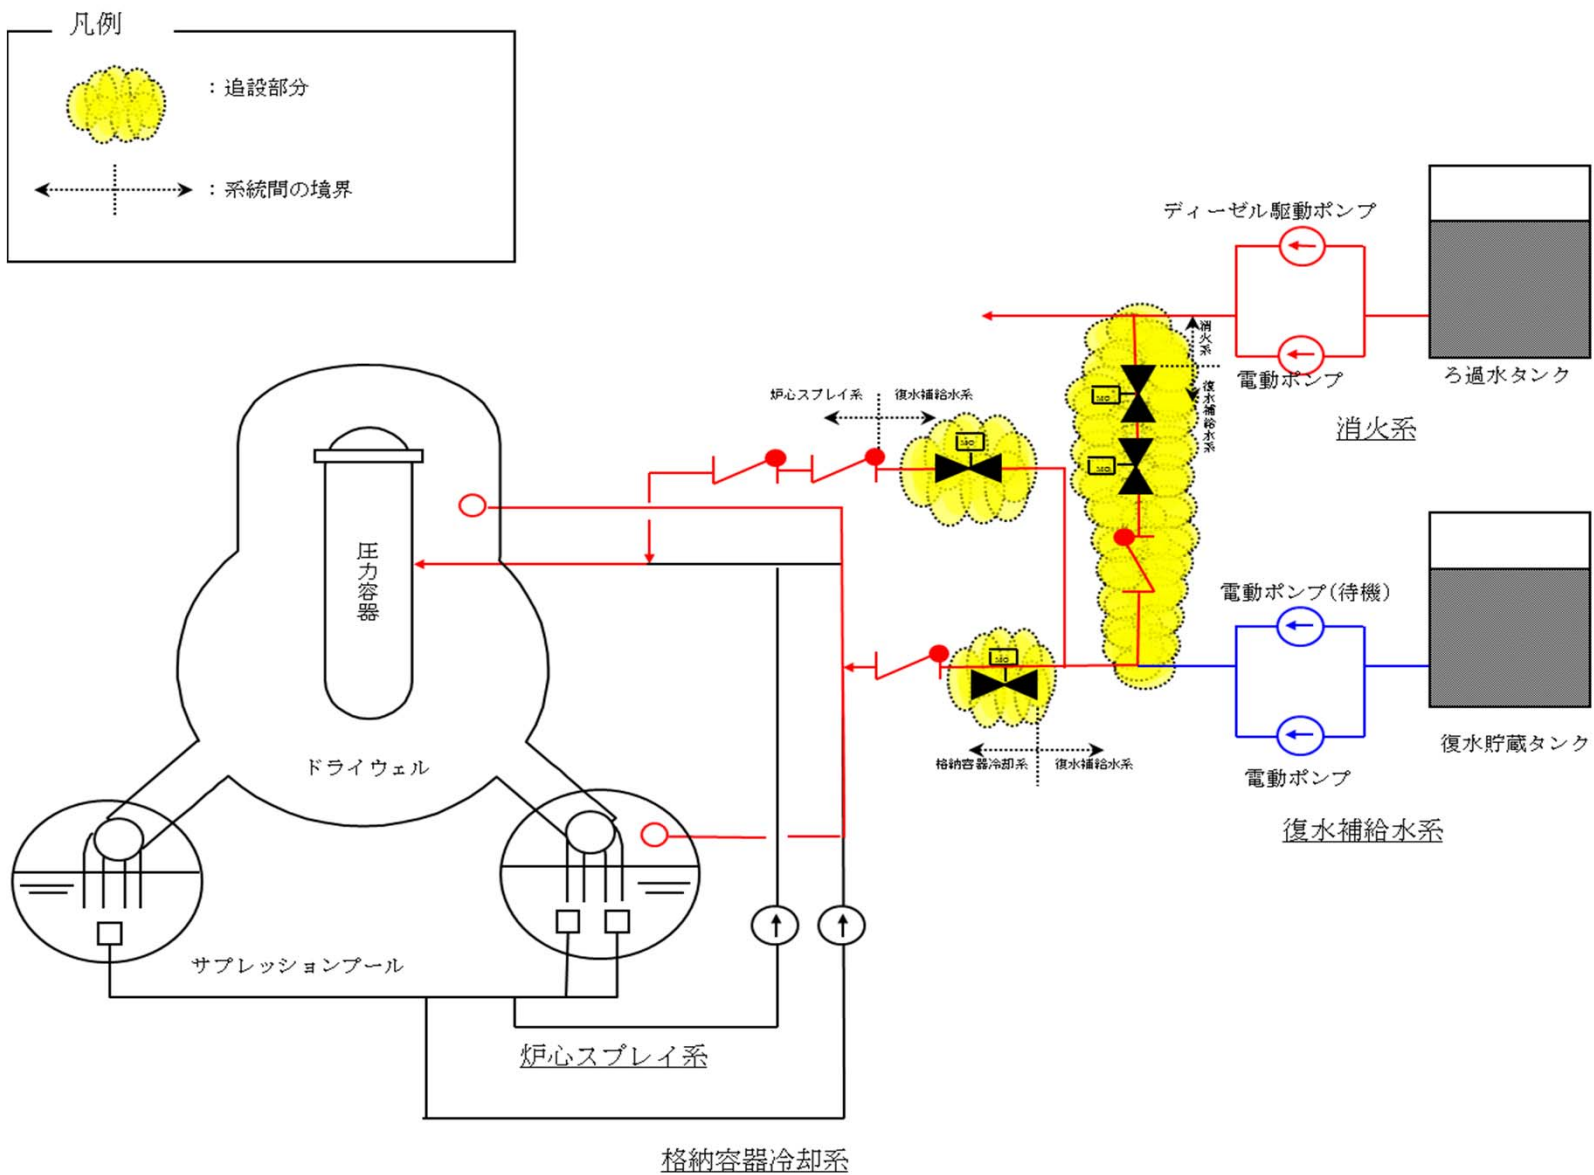 凡例
：追設部分
：系統間の境界
ディーゼル駆動ポンプ
電動ポンプ
ろ過水タンク
消火系
消火系
復水補給水系
MO
MO
炉心スプレイ系
復水補給水系
MO
圧力容器
電動ポンプ(待機)
MO
格納容器冷却系
復水補給水系
電動ポンプ
復水貯蔵タンク
復水補給水系
ドライウェル
サプレッションプール
炉心スプレイ系
格納容器冷却系